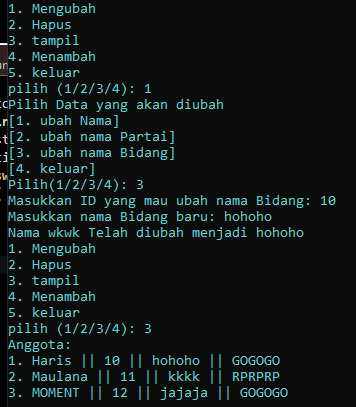 1. Mengubah
2. Hapus
3. tampil
4. Menambah
5. keluar
pilih (1/2/3/4): 1
Pilih Data yang akan diubah
[1. ubah Nama]
[2. ubah nama Partai]
[3. ubah nama Bidang]
[4. keluar]
Pilih(1/2/3/4): 3
Masukkan ID yang mau ubah nama Bidang: 10
Masukkan nama Bidang baru: hohoho
Nama wkwk Telah diubah menjadi hohoho
1. Mengubah
2. Hapus
3. tampil
4. Menambah
5. keluar
pilih (1/2/3/4): 3
Anggota:
1. Haris || 10 || hohoho || GOGOGO
2. Maulana || 11 || kkkk || RPRPRP
3. MOMENT || 12 || jajaja || GOGOGO